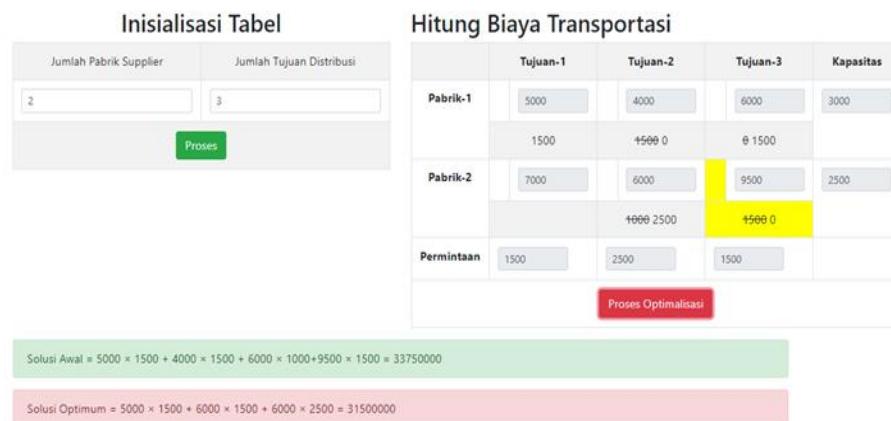 Inisialisasi Tabel
Jumlah Pabrik Supplier Jumlah Tujuan Distribusi
2 3
Proses
Hitung Biaya Transportasi
Tujuan-1 Tujuan-2 Tujuan-3 Kapasitas
Pabrik-1 5000 4000 6000 3000
1500 1500 0 0 1500
Pabrik-2 7000 6000 9500 2500
1000 2500 1500 0
Permintaan 1500 2500 1500
Proses Optimalisasi
Solusi Awal = 5000 × 1500 + 4000 × 1500 + 6000 × 1000+9500 × 1500 = 33750000
Solusi Optimum = 5000 × 1500 + 6000 × 1500 + 6000 × 2500 = 31500000